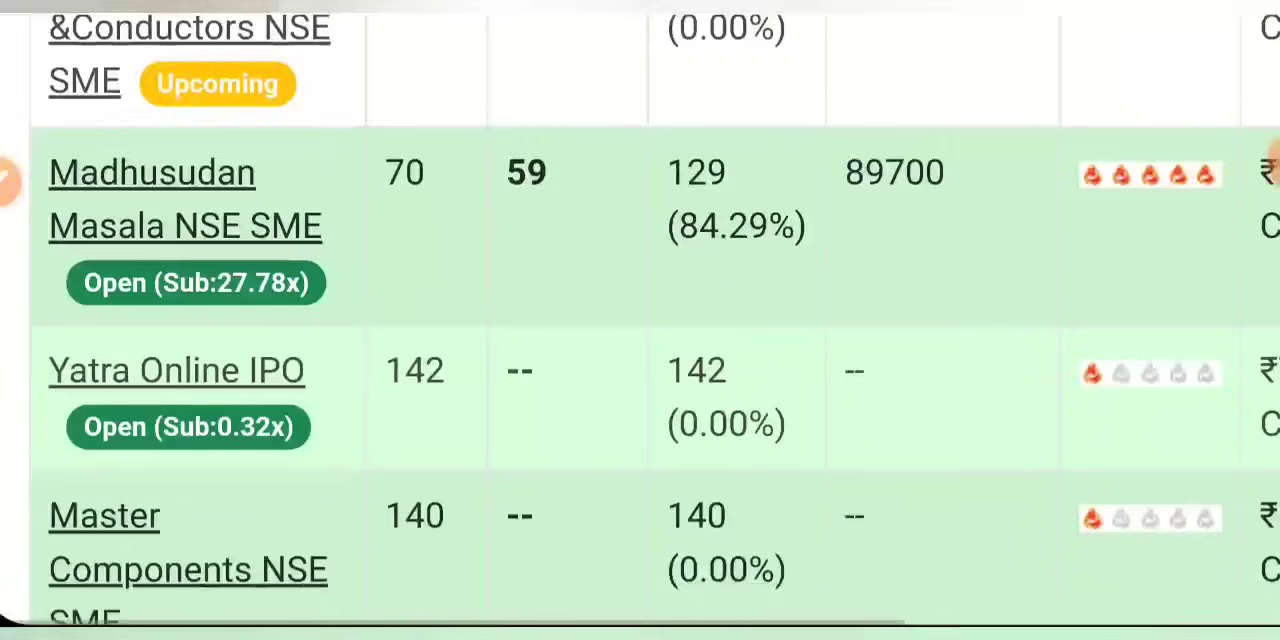 &Conductors NSE (0.00%) C
SME Upcoming
Madhusudan 70 59 129 89700 ₹
Masala NSE SME (84.29%) C
Open (Sub:27.78x)
Yatra Online IPO 142 -- 142 -- ₹
Open (Sub:0.32x) (0.00%) C
Master 140 -- 140 -- ₹
Components NSE (0.00%) C
SME